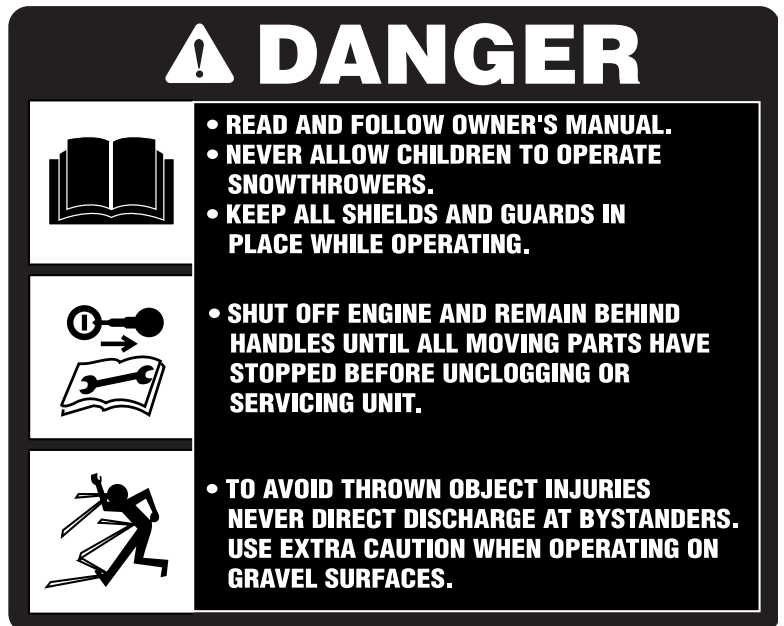 DANGER
• READ AND FOLLOW OWNER'S MANUAL.
• NEVER ALLOW CHILDREN TO OPERATE
SNOWTHROWERS.
• KEEP ALL SHIELDS AND GUARDS IN
PLACE WHILE OPERATING.
• SHUT OFF ENGINE AND REMAIN BEHIND
HANDLES UNTIL ALL MOVING PARTS HAVE
STOPPED BEFORE UNCLOGGING OR
SERVICING UNIT.
• TO AVOID THROWN OBJECT INJURIES
NEVER DIRECT DISCHARGE AT BYSTANDERS.
USE EXTRA CAUTION WHEN OPERATING ON
GRAVEL SURFACES.